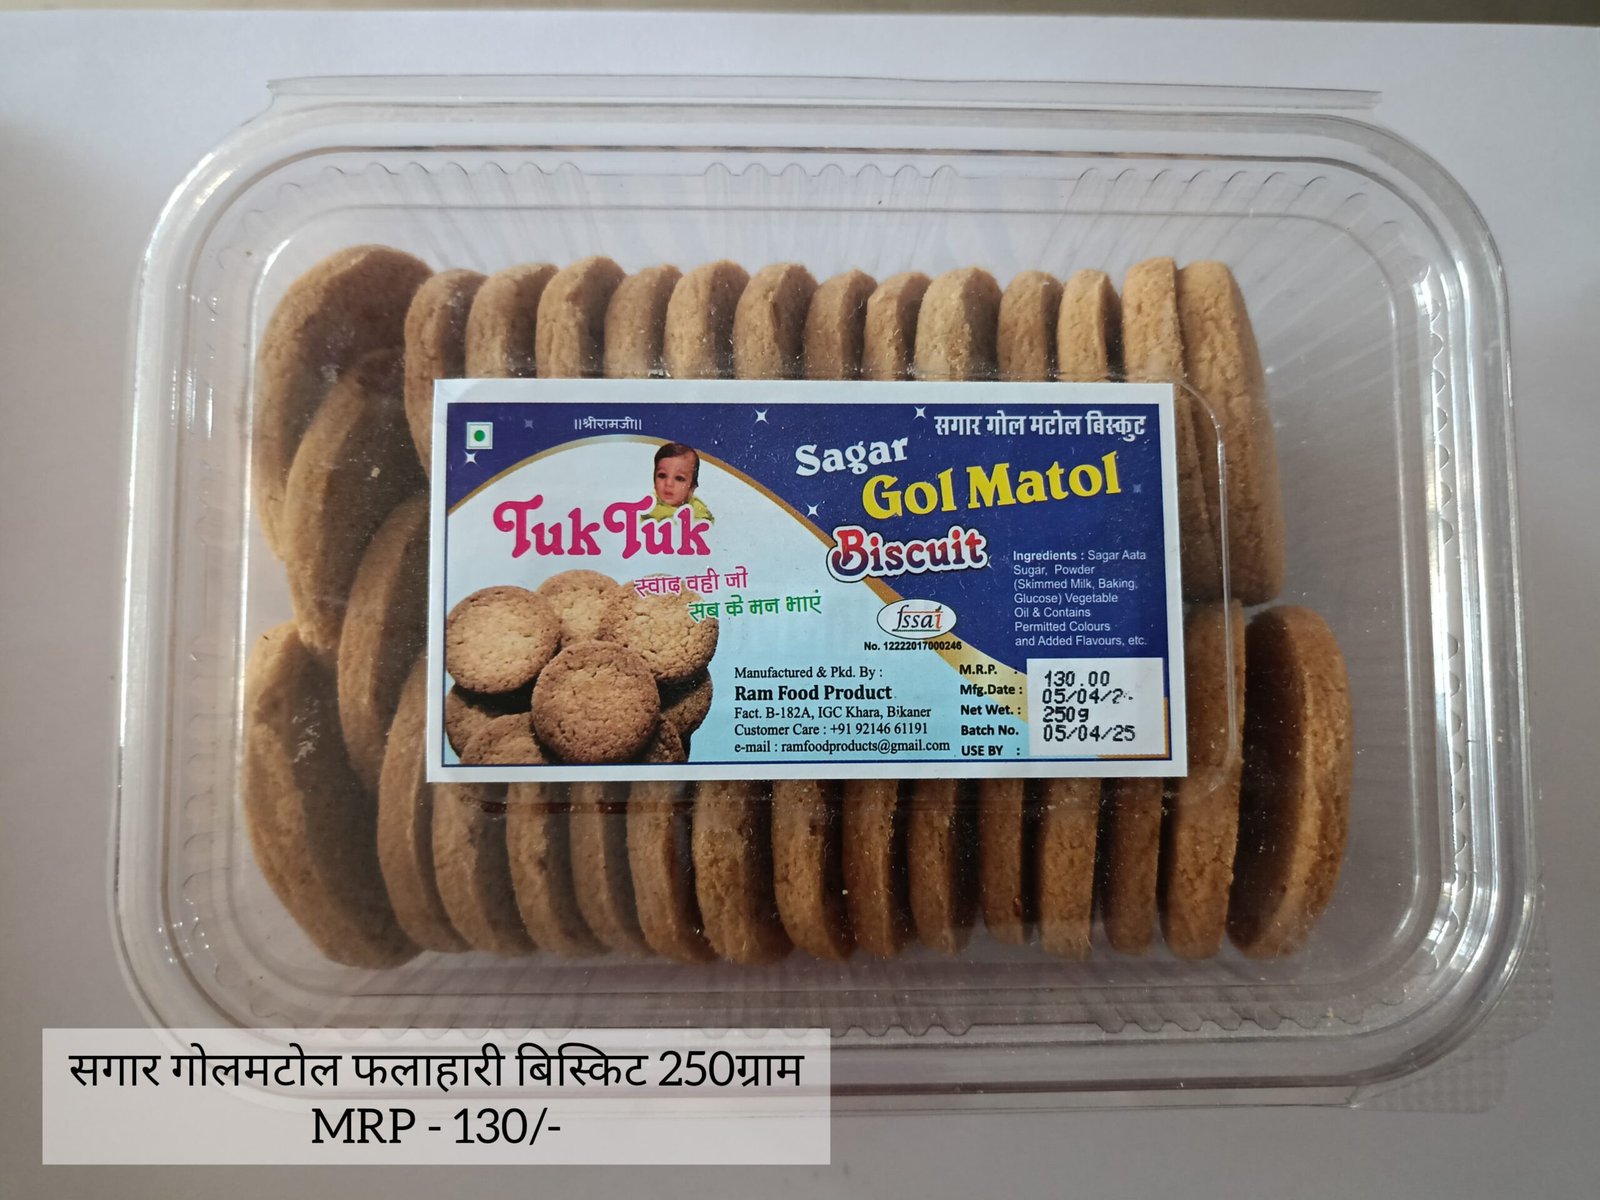 ॥श्रीरामजी॥
TukTuk
स्वाद वही जो
सब के मन भाएं
सगार गोल मटोल बिस्कुट
Sagar
Gol Matol
Biscuit
Ingredients : Sagar Aata
Sugar, Powder
(Skimmed Milk, Baking,
Glucose) Vegetable
Oil & Contains
Permitted Colours
and Added Flavours, etc.
fssai
No. 12222017000246
Manufactured & Pkd. By :
Ram Food Product
Fact. B-182A, IGC Khara, Bikaner
Customer Care : +91 92146 61191
e-mail : ramfoodproducts@gmail.com
M.R.P. : 130.00
Mfg.Date : 05/04/2
Net Wet. : 250g
Batch No. 05/04/25
USE BY :
सगार गोलमटोल फलाहारी बिस्किट 250ग्राम
MRP - 130/-